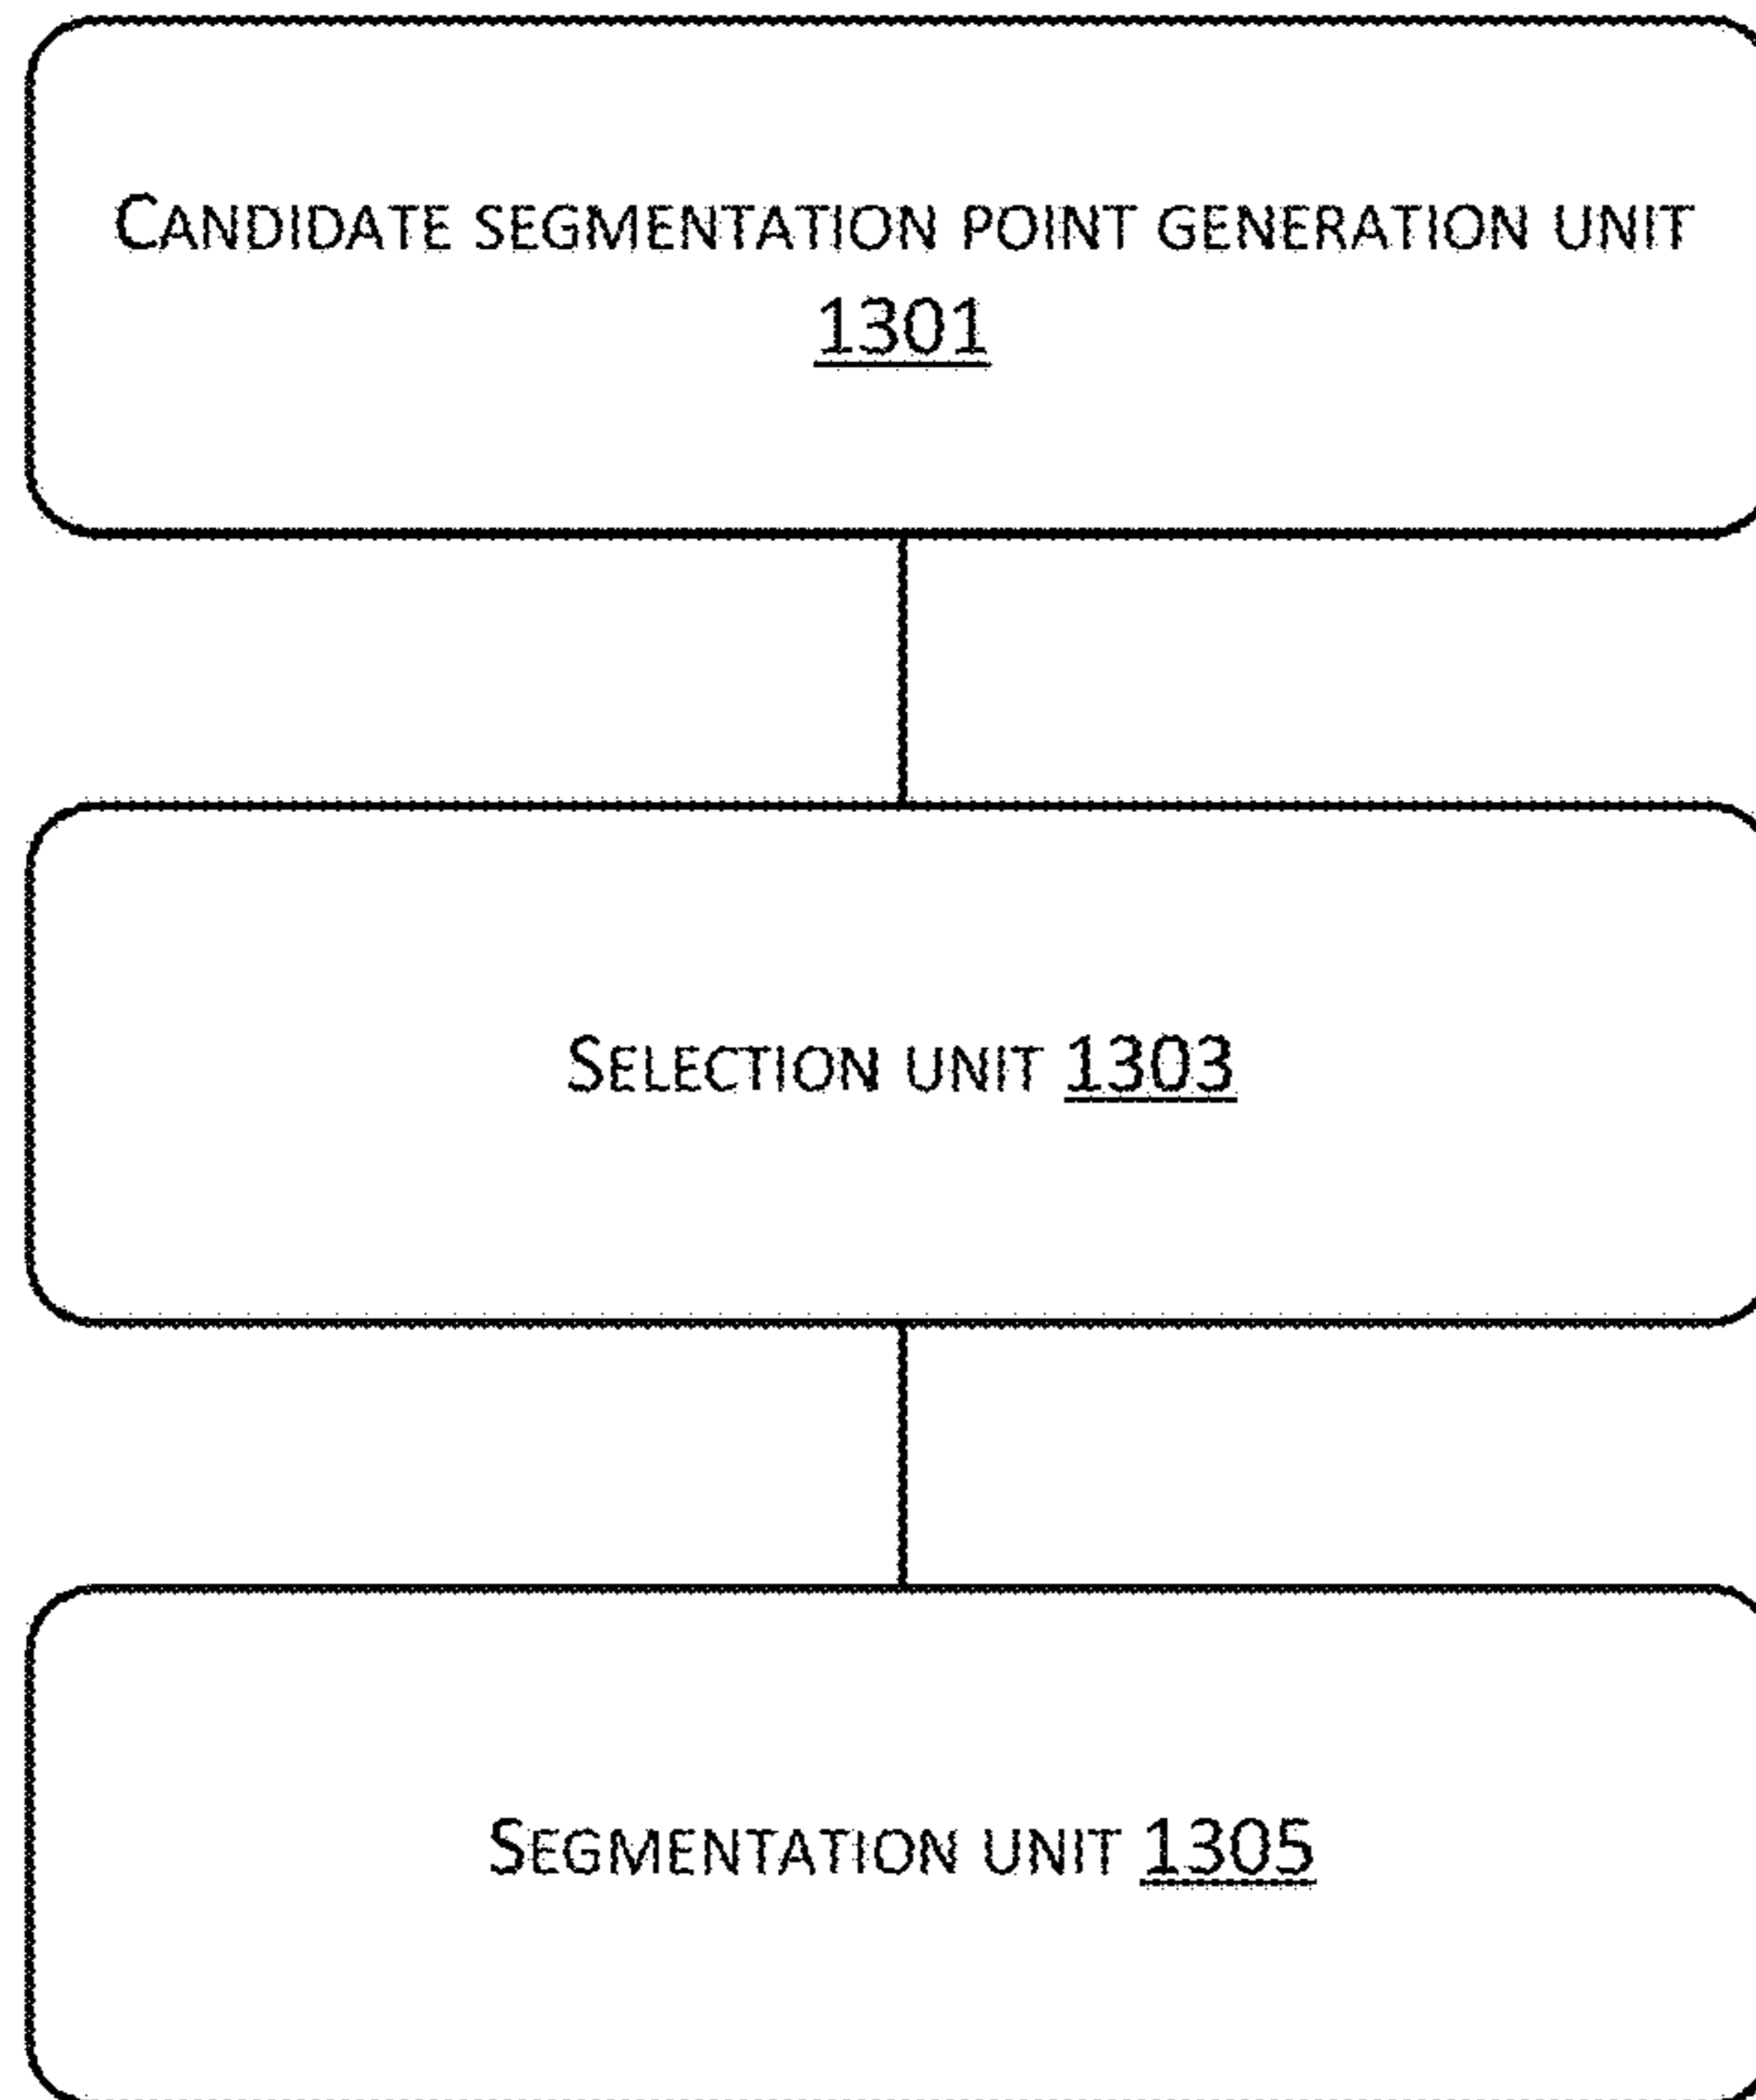 CANDIDATE SEGMENTATION POINT GENERATION UNIT
1301
SELECTION UNIT 1303
SEGMENTATION UNIT 1305